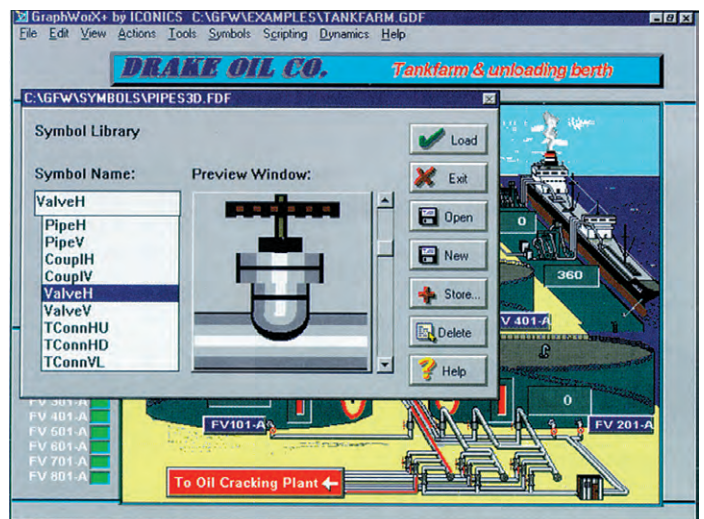 GraphWorX+ by ICONICS C:\GFW\EXAMPLES\TANKFARM.GDF
File Edit View Actions Tools Symbols Scripting Dynamics Help
DRAKE OIL CO.
Tankfarm & unloading berth
C:\GFW\SYMBOLS\PIPES3D.FDF
Symbol Library
Load
Symbol Name:
Preview Window:
Exit
ValveH
Open
PipeH
PipeV
CouplH
New
CouplV
ValveH
Store...
ValveV
TConnHU
Delete
TConnHD
TConnVL
Help
0
360
V 401-A
0
FV 301-A
FV 401-A
FV101-A
FV 201-A
FV 501-A
FV 601-A
FV 701-A
FV 801-A
To Oil Cracking Plant